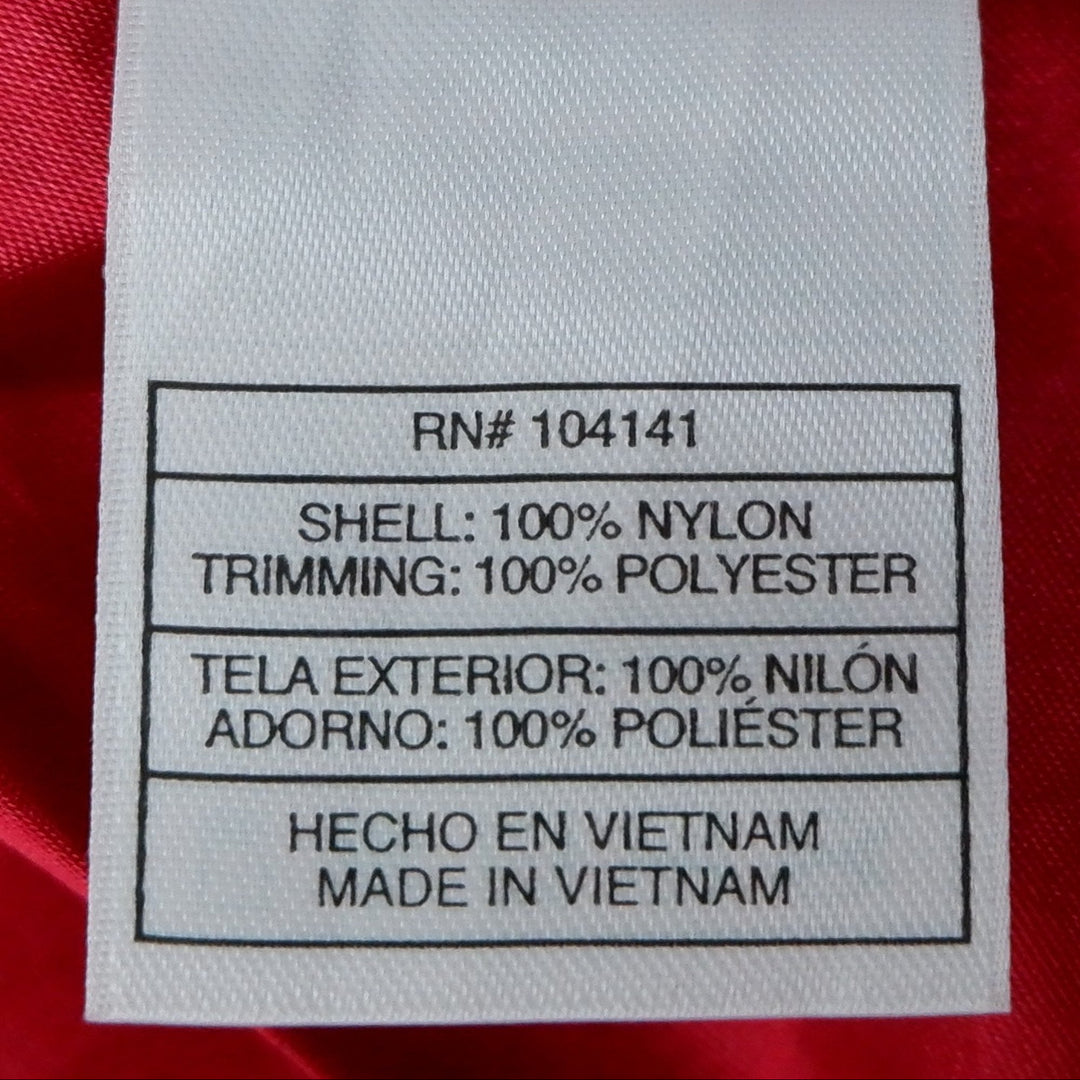 RN# 104141
SHELL: 100% NYLON
TRIMMING: 100% POLYESTER
TELA EXTERIOR: 100% NILÓN
ADORNO: 100% POLIÉSTER
HECHO EN VIETNAM
MADE IN VIETNAM